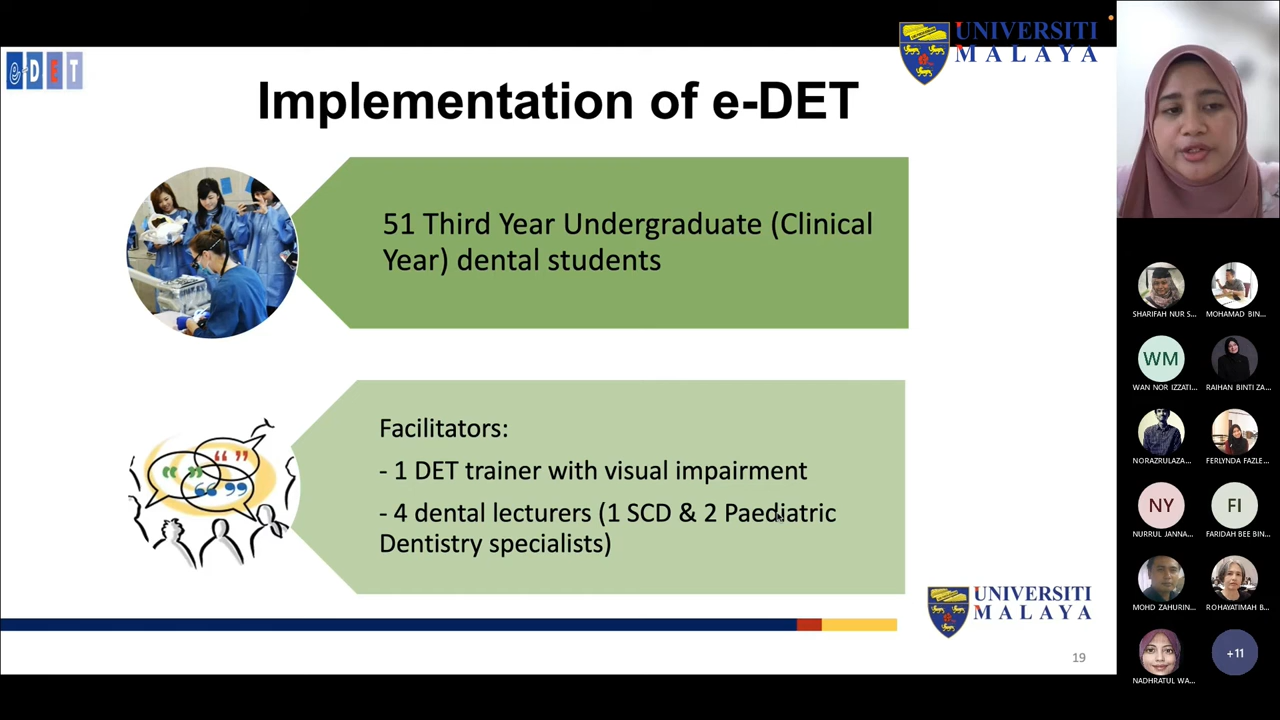 e-DET
UNIVERSITI
MALAYA
Implementation of e-DET
51 Third Year Undergraduate (Clinical
Year) dental students
Facilitators:
- 1 DET trainer with visual impairment
- 4 dental lecturers (1 SCD & 2 Paediatric
Dentistry specialists)
UNIVERSITI
MALAYA
19
SHARIFAH NUR S...
MOHAMAD BIN...
WM
WAN NOR IZZATI...
RAIHAN BINTI ZA...
NORAZRULAZA...
FERLYNDA FAZLE...
NY
NURRUL JANNA...
FI
FARIDAH BEE BIN...
MOHD ZAHURIN...
ROHAYATIMAH B...
NADHRATUL WA...
+11